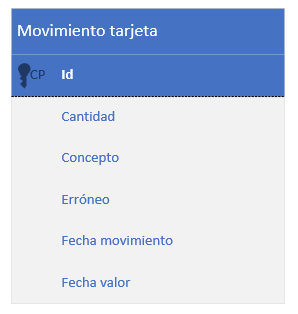 Movimiento tarjeta
CP Id
Cantidad
Concepto
Erróneo
Fecha movimiento
Fecha valor